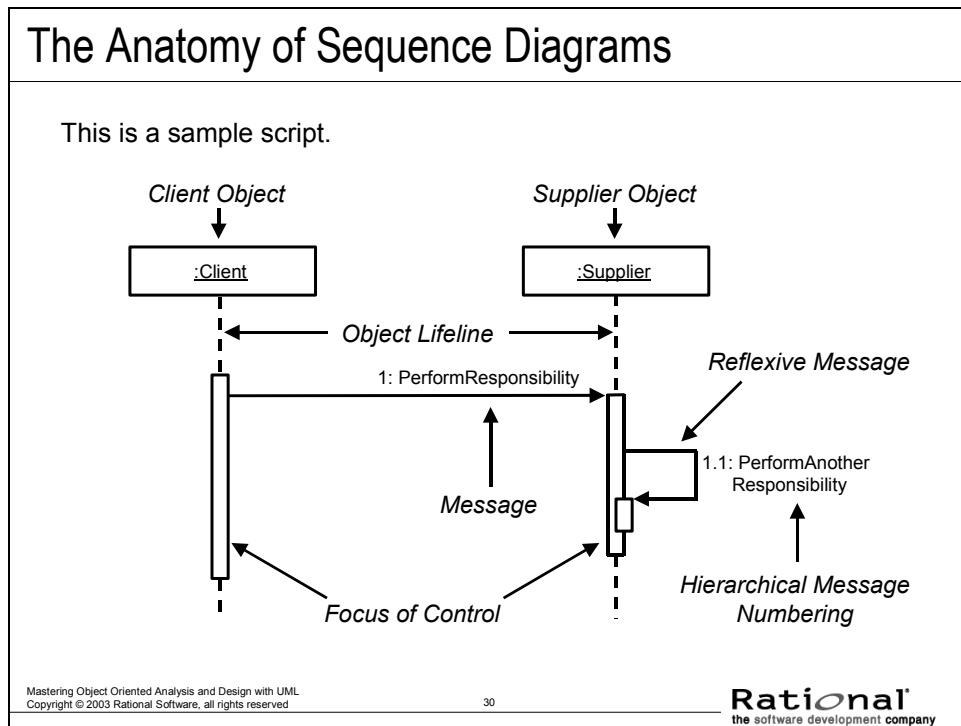 The Anatomy of Sequence Diagrams
This is a sample script.
Client Object
Supplier Object
:Client
:Supplier
Object Lifeline
Reflexive Message
1: PerformResponsibility
1.1: PerformAnother
Responsibility
Message
Hierarchical Message
Numbering
Focus of Control
Mastering Object Oriented Analysis and Design with UML
Copyright © 2003 Rational Software, all rights reserved
30
Rational
the software development company